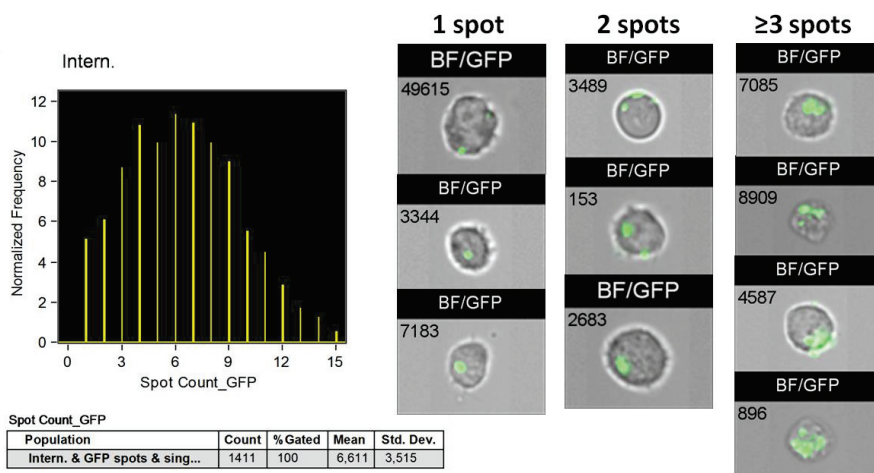 1 spot
2 spots
≥3 spots
Intern.
12
10
8
6
4
2
0
Normalized Frequency
0 3 6 9 12 15
Spot Count_GFP
BF/GFP
49615
BF/GFP
3344
BF/GFP
7183
BF/GFP
3489
BF/GFP
153
BF/GFP
2683
BF/GFP
7085
BF/GFP
8909
BF/GFP
4587
BF/GFP
896
Spot Count_GFP
Population Count %Gated Mean Std. Dev.
Intern. & GFP spots & sing... 1411 100 6,611 3,515